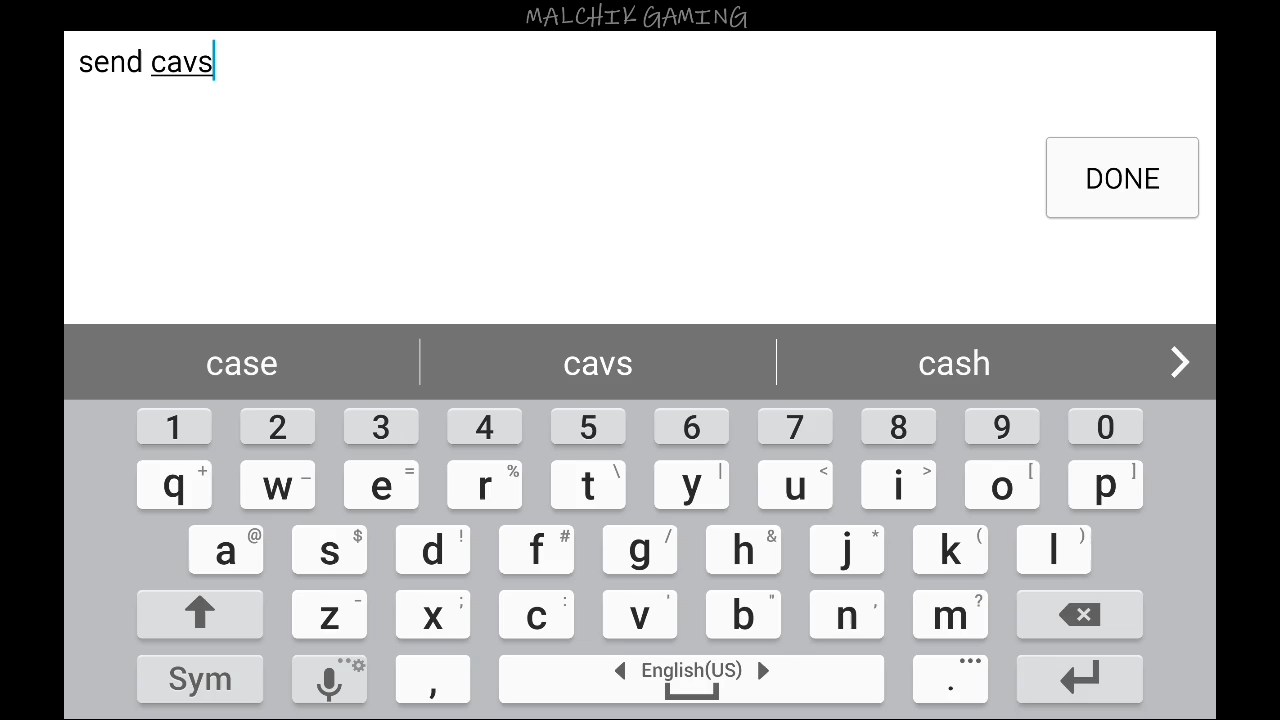 MALCHIK GAMING
send cavs
DONE
case cavs cash
1 2 3 4 5 6 7 8 9 0
q + w _ e = r % t \ y | u < i > o [ p ]
a @ s $ d ! f # g / h & j * k ( l )
z - x ; c : v ' b " n , m ?
Sym , English(US) .